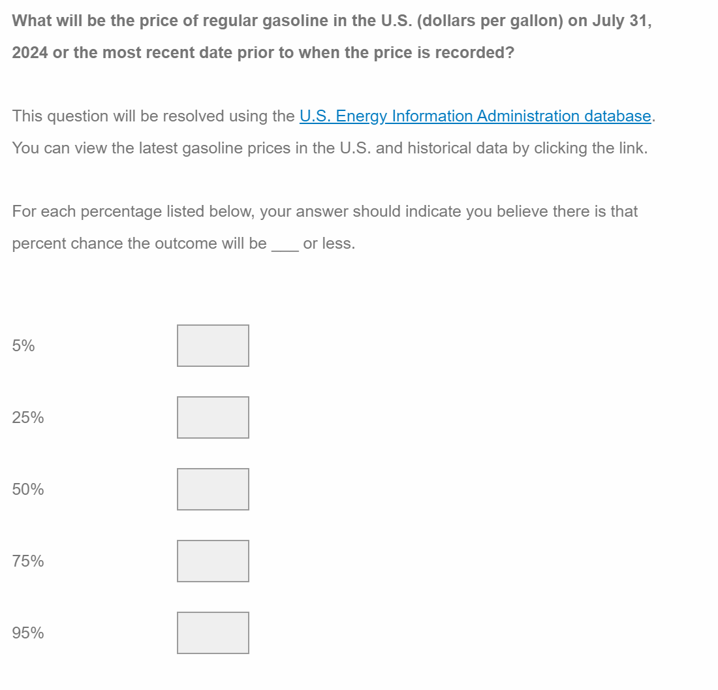 What will be the price of regular gasoline in the U.S. (dollars per gallon) on July 31,
2024 or the most recent date prior to when the price is recorded?
This question will be resolved using the U.S. Energy Information Administration database.
You can view the latest gasoline prices in the U.S. and historical data by clicking the link.
For each percentage listed below, your answer should indicate you believe there is that
percent chance the outcome will be ___ or less.
5%
25%
50%
75%
95%